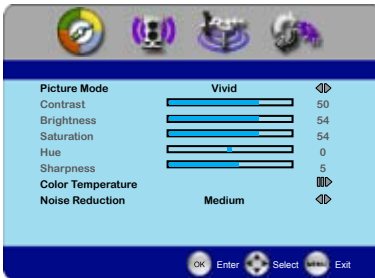 Picture Mode Vivid
Contrast 50
Brightness 54
Saturation 54
Hue 0
Sharpness 5
Color Temperature
Noise Reduction Medium
OK Enter Select MENU Exit